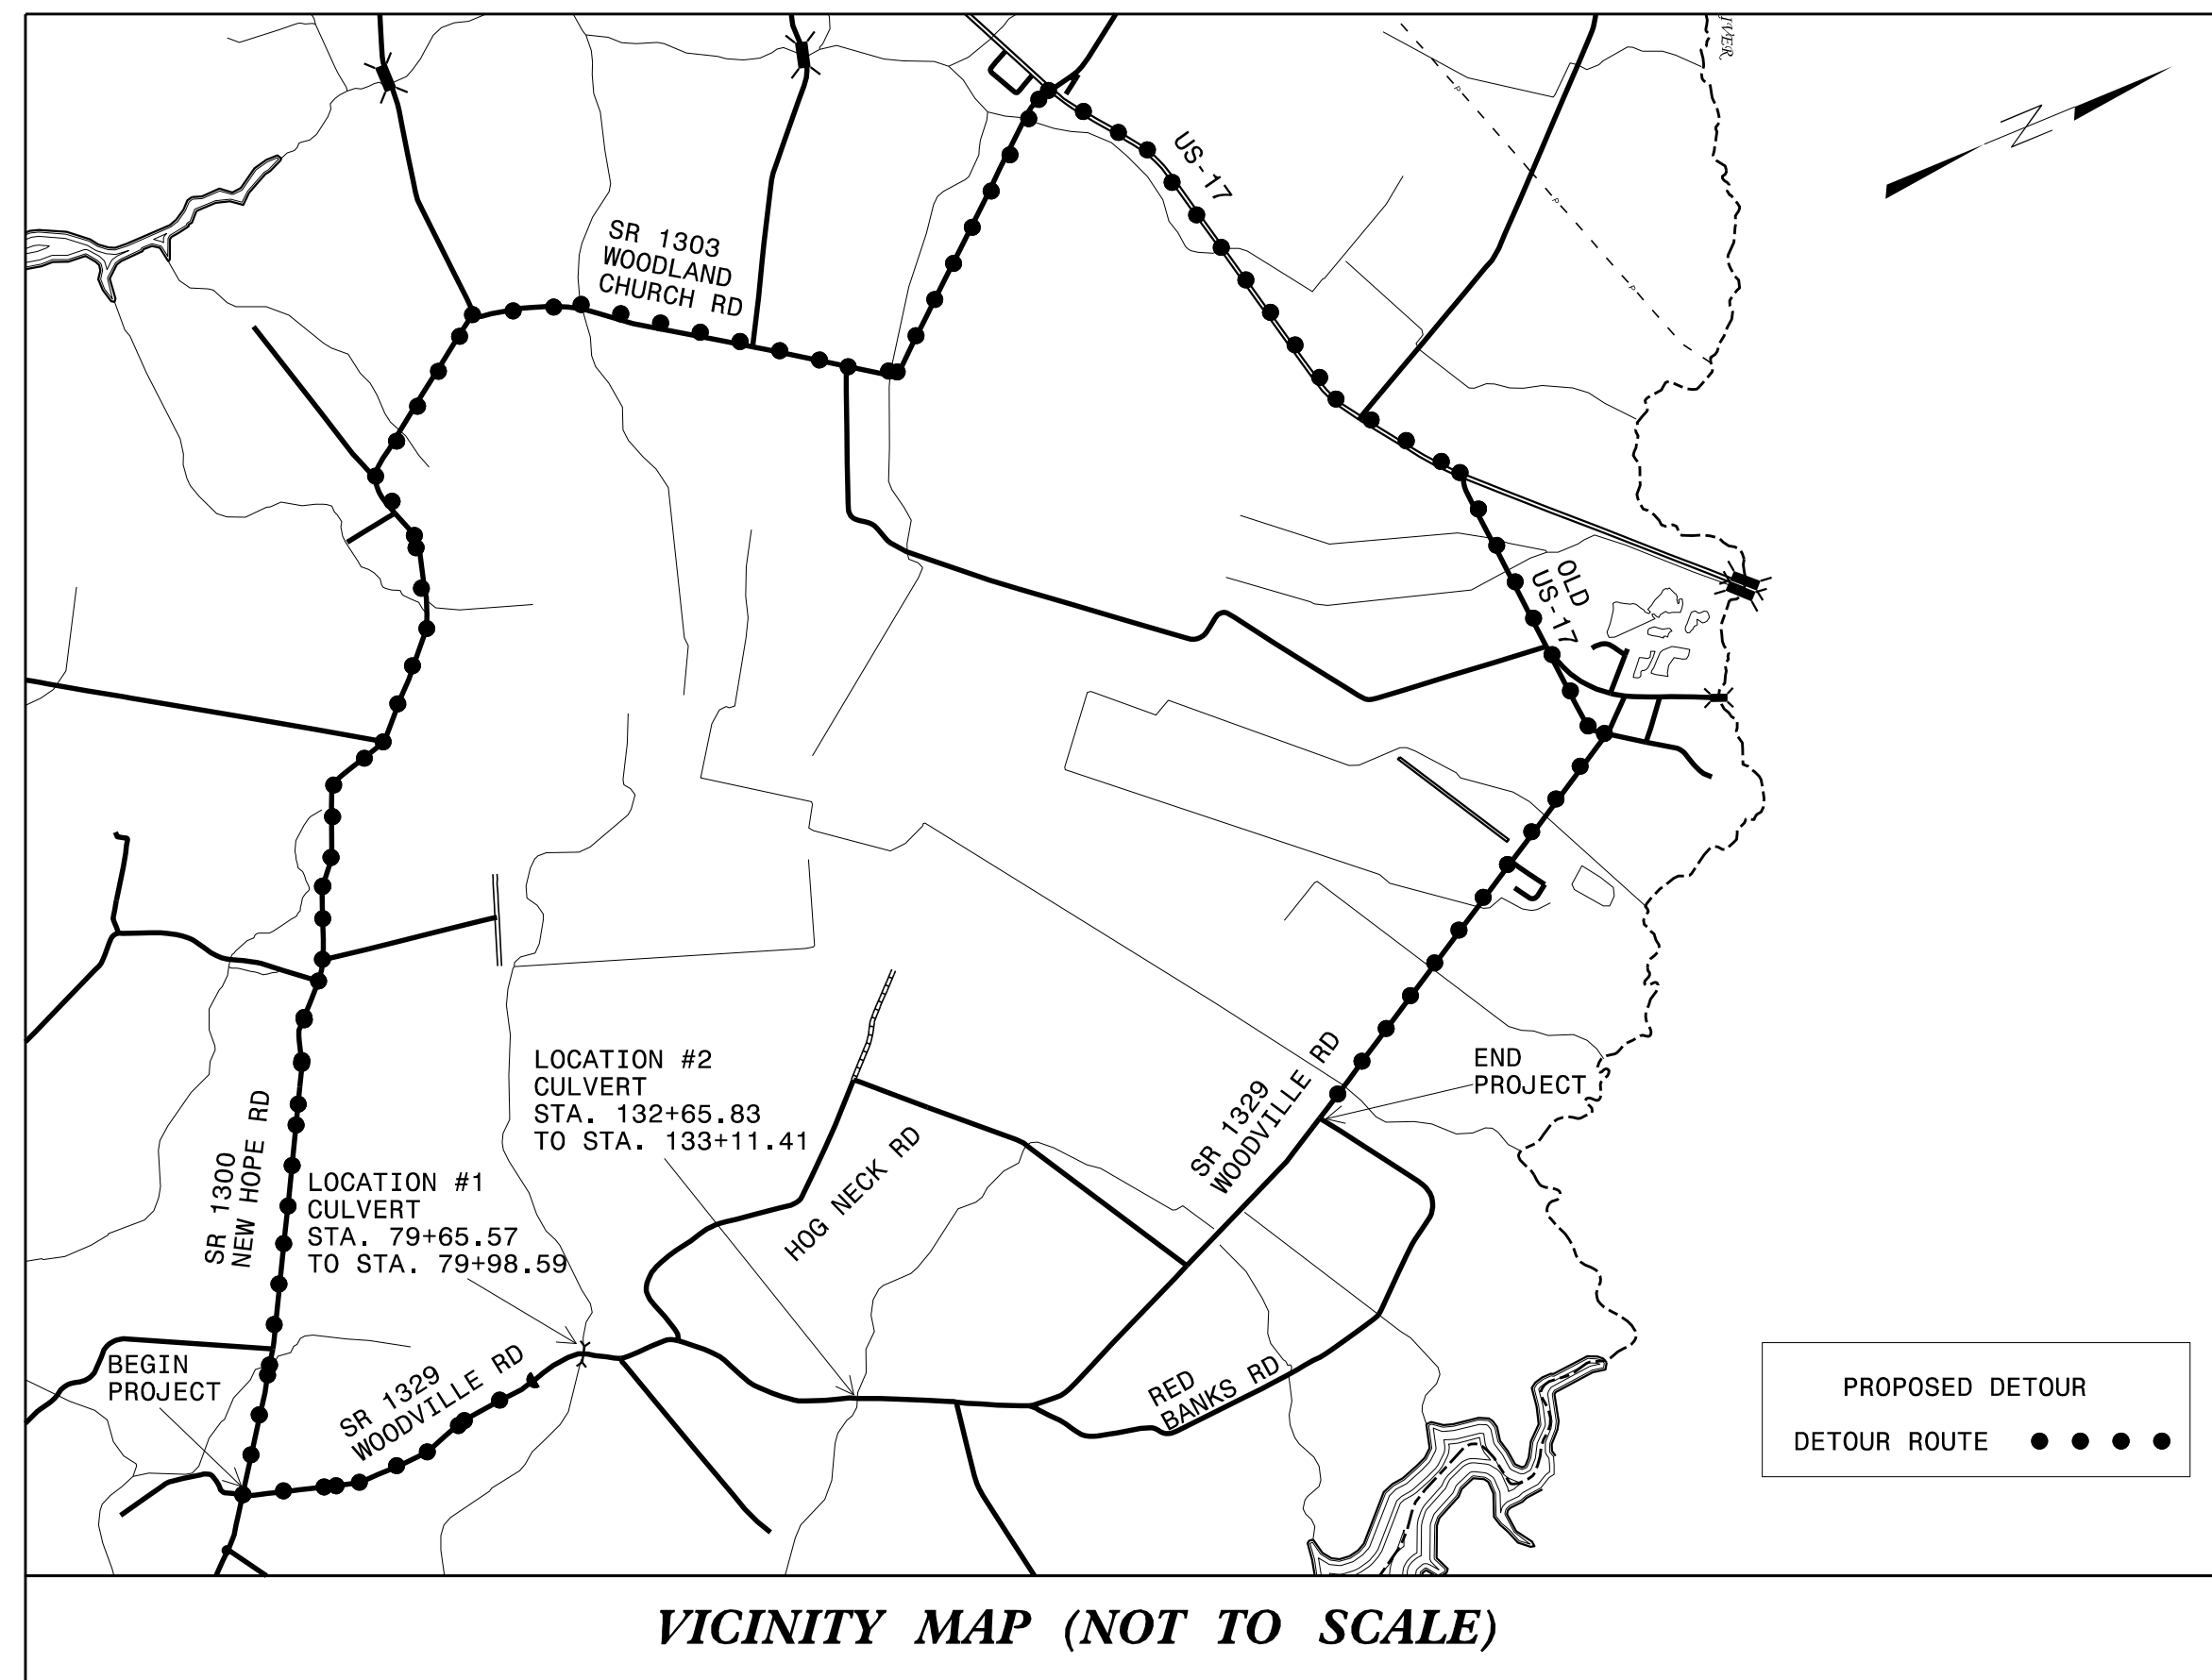 IVER
US-17
SR 1303
WOODLAND
CHURCH RD
OLD
US-17
LOCATION #2
CULVERT
STA. 132+65.83
TO STA. 133+11.41
END
PROJECT
SR 1329
WOODVILLE RD
HOG NECK RD
SR 1300
NEW HOPE RD
LOCATION #1
CULVERT
STA. 79+65.57
TO STA. 79+98.59
BEGIN
PROJECT
SR 1329
WOODVILLE RD
RED
BANKS RD
PROPOSED DETOUR
DETOUR ROUTE
VICINITY MAP (NOT TO SCALE)